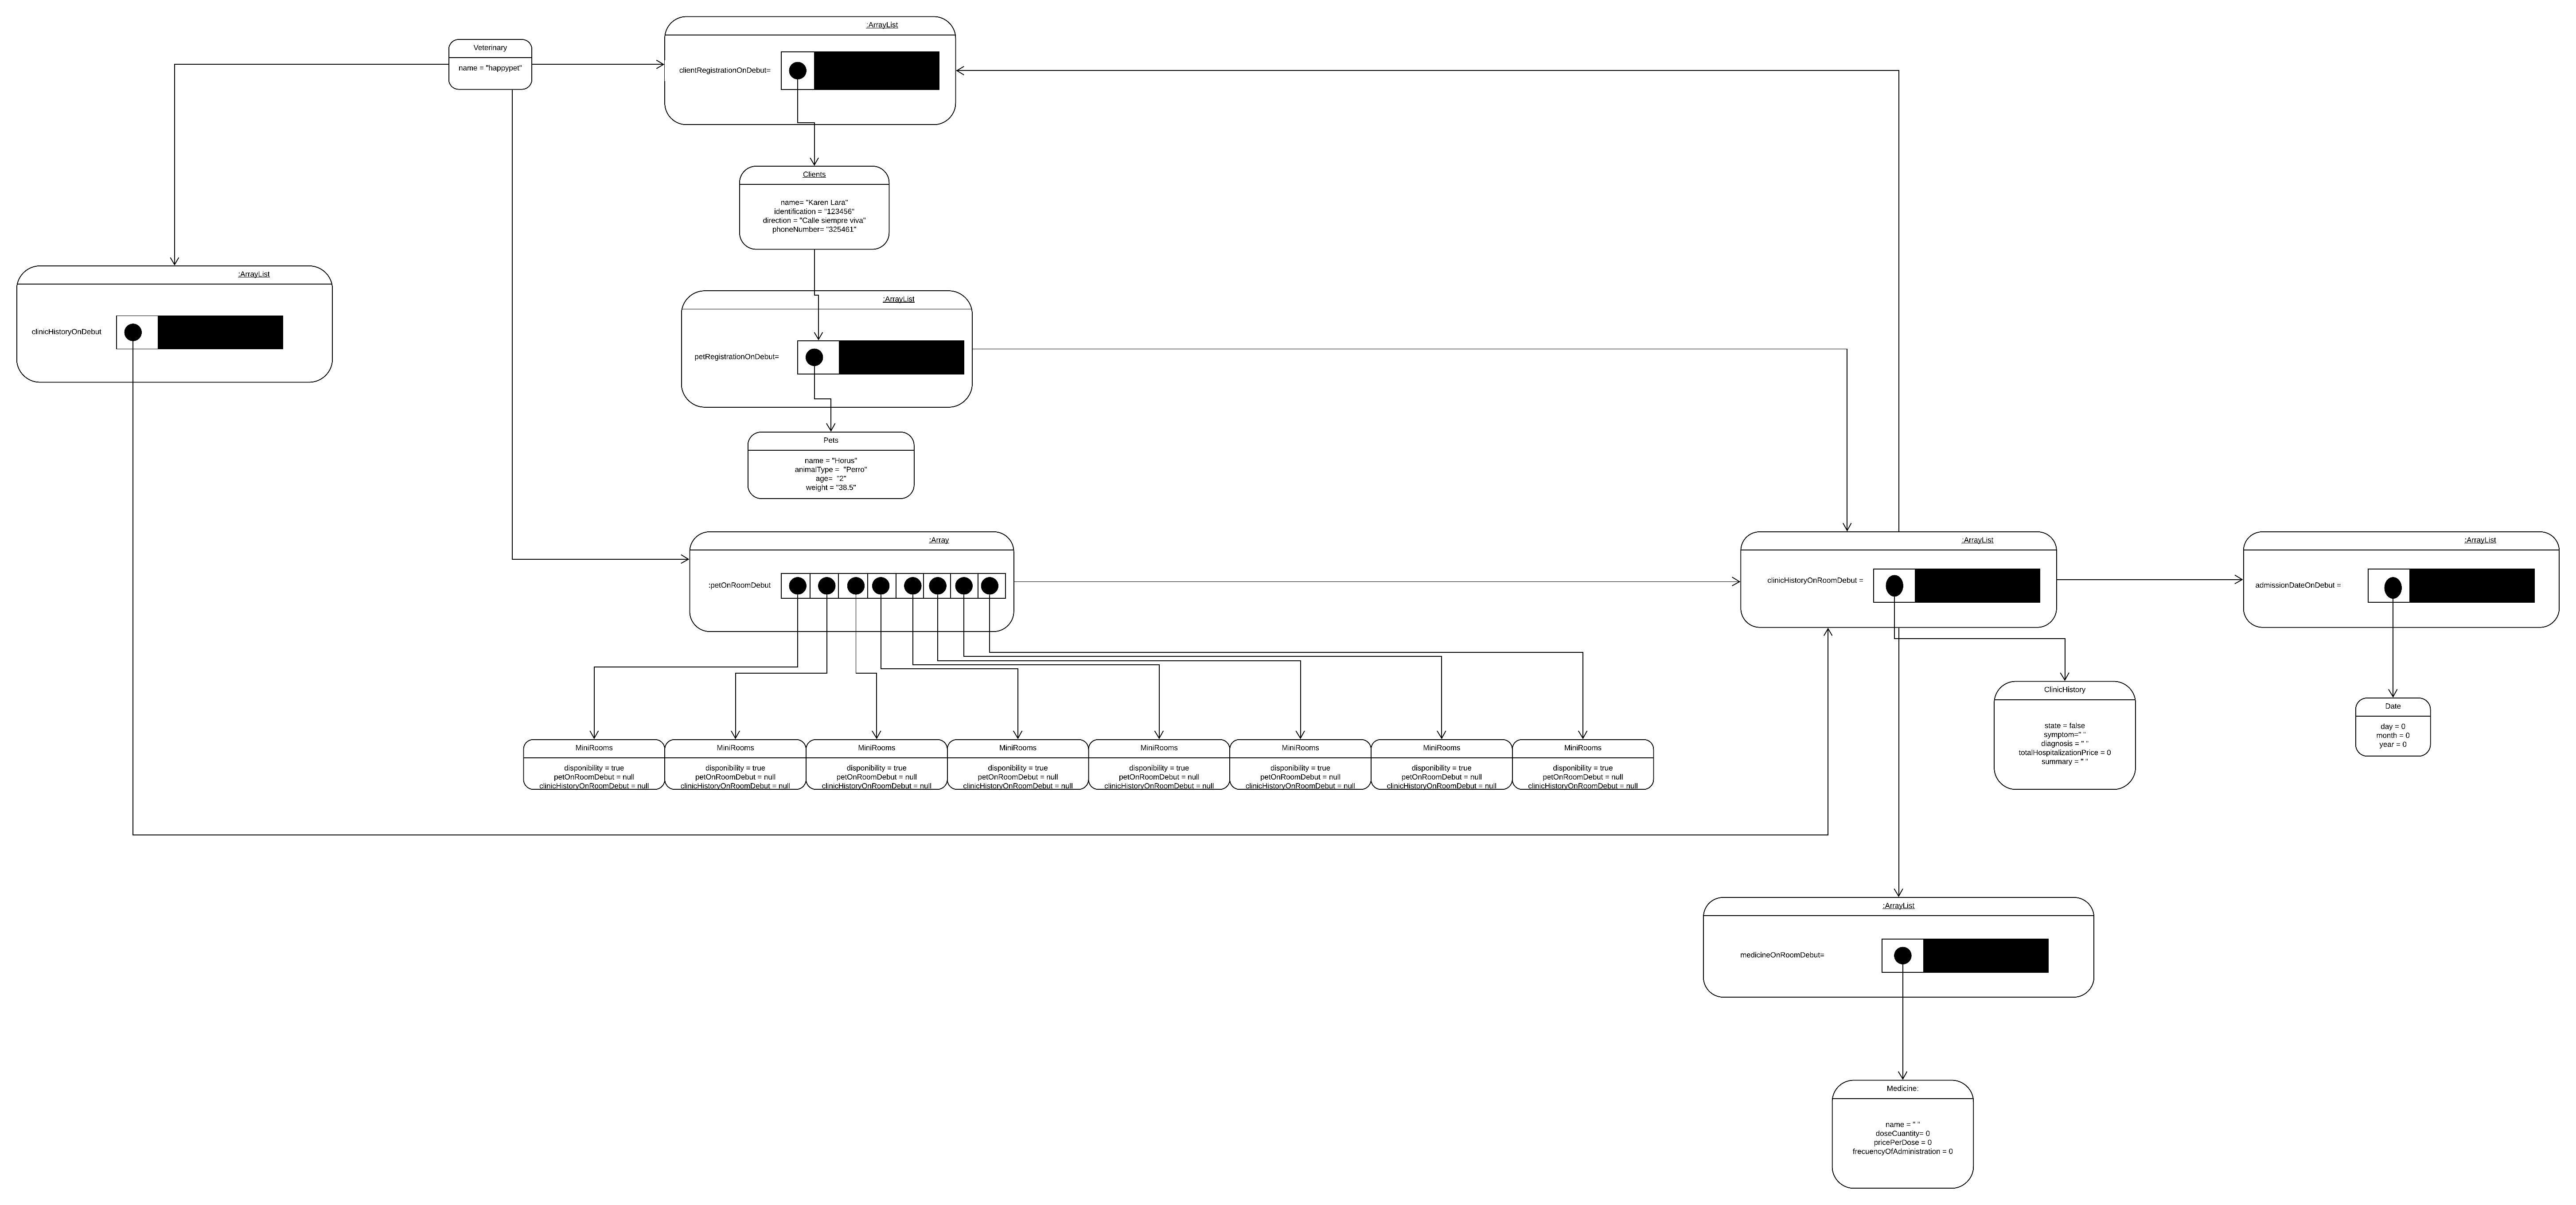 :ArrayList
clientRegistrationOnDebut=
Veterinary
name = "happypet"
Clients
name= "Karen Lara"
identification = "123456"
direction = "Calle siempre viva"
phoneNumber= "325461"
:ArrayList
clinicHistoryOnDebut
:ArrayList
petRegistrationOnDebut=
Pets
name = "Horus"
animalType =  "Perro"
age=  "2"
weight = "38.5"
:Array
:petOnRoomDebut
:ArrayList
clinicHistoryOnRoomDebut =
:ArrayList
admissionDateOnDebut =
ClinicHistory
state = false
symptom=" "
diagnosis = " "
totalHospitalizationPrice = 0
summary = " "
Date
day = 0
month = 0
year = 0
MiniRooms
disponibility = true
petOnRoomDebut = null
clinicHistoryOnRoomDebut = null
MiniRooms
disponibility = true
petOnRoomDebut = null
clinicHistoryOnRoomDebut = null
MiniRooms
disponibility = true
petOnRoomDebut = null
clinicHistoryOnRoomDebut = null
MiniRooms
disponibility = true
petOnRoomDebut = null
clinicHistoryOnRoomDebut = null
MiniRooms
disponibility = true
petOnRoomDebut = null
clinicHistoryOnRoomDebut = null
MiniRooms
disponibility = true
petOnRoomDebut = null
clinicHistoryOnRoomDebut = null
MiniRooms
disponibility = true
petOnRoomDebut = null
clinicHistoryOnRoomDebut = null
MiniRooms
disponibility = true
petOnRoomDebut = null
clinicHistoryOnRoomDebut = null
:ArrayList
medicineOnRoomDebut=
Medicine:
name = " "
doseCuantity= 0
pricePerDose = 0
frecuencyOfAdministration = 0